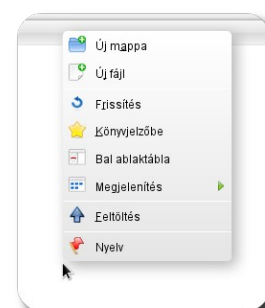 Új mappa
Új fájl
Frissítés
Könyvjelzőbe
Bal ablaktábla
Megjelenítés
Feltöltés
Nyelv